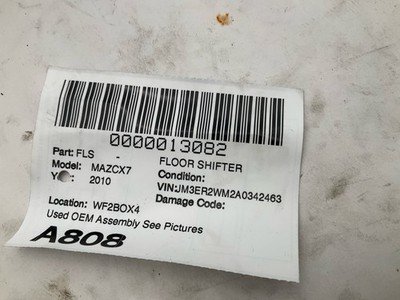 0000013082
Part: FLS - FLOOR SHIFTER
Model: MAZCX7 Condition:
Y 2010 VIN:JM3ER2WM2A0342463
Damage Code:
Location: WF2BOX4
Used OEM Assembly See Pictures
A808